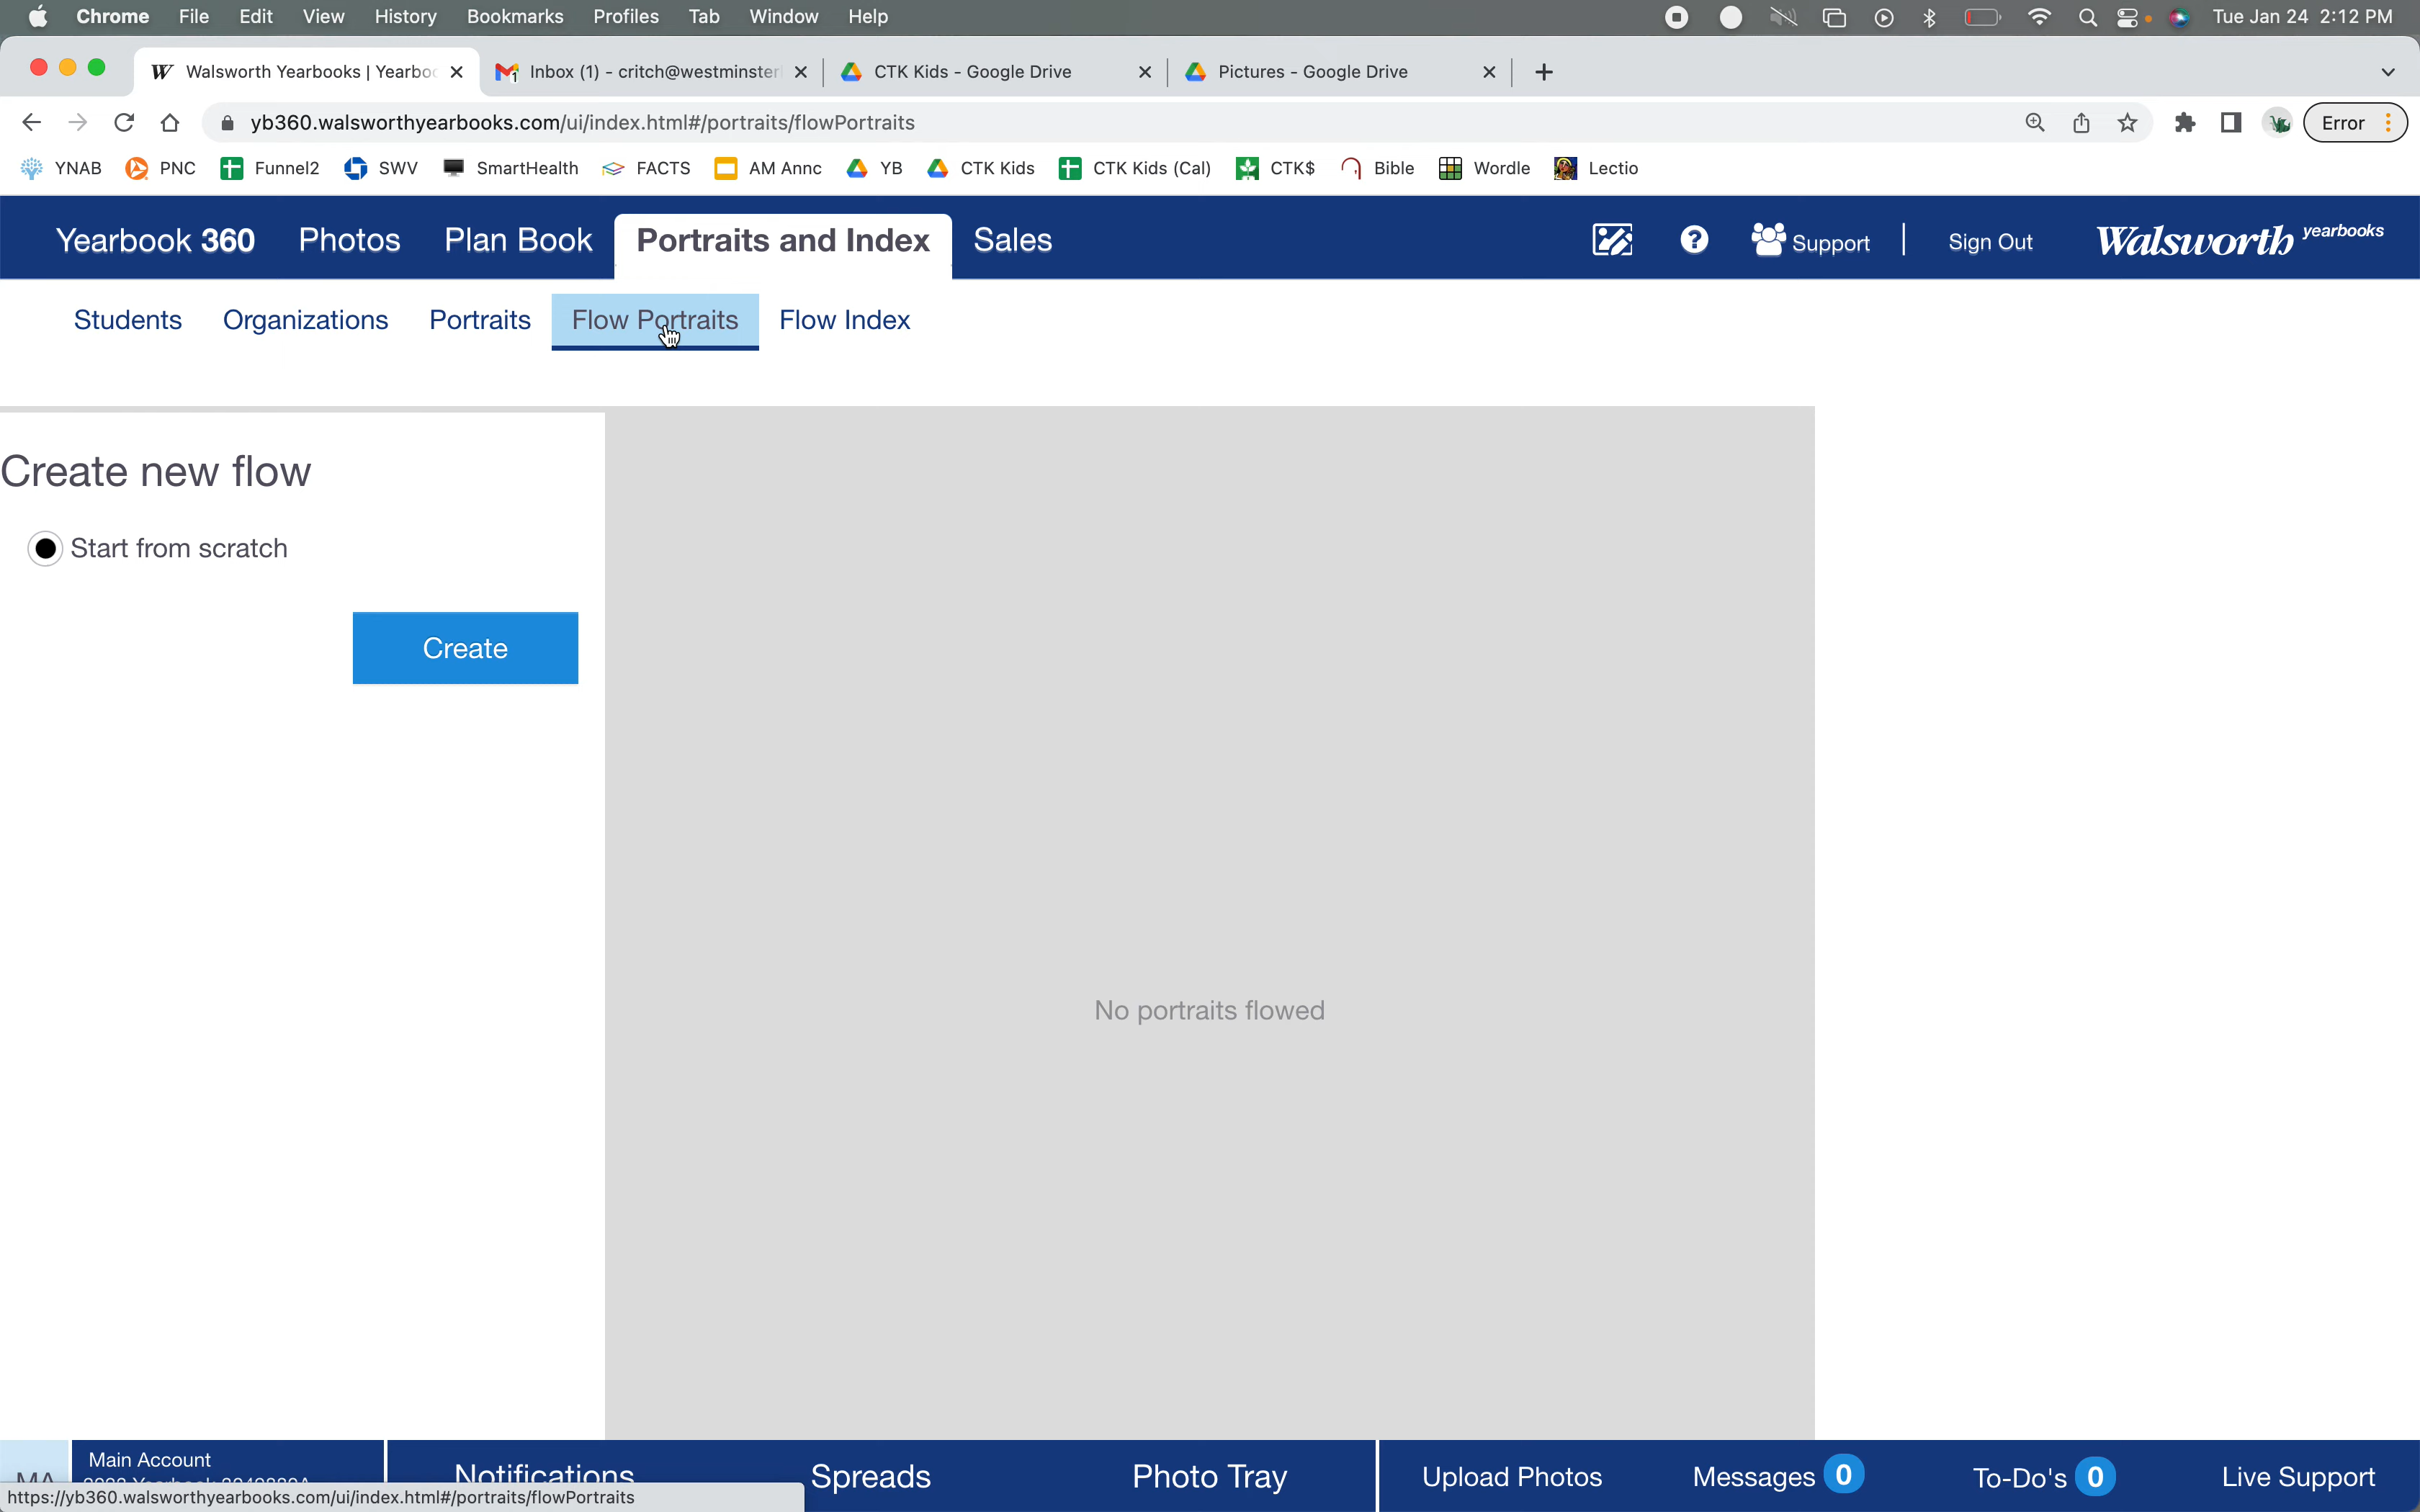 Chrome File Edit View History Bookmarks Profiles Tab Window Help Tue Jan 24 2:12 PM
W Walsworth Yearbooks | Yearboo 1 Inbox (1) - critch@westminster CTK Kids - Google Drive Pictures - Google Drive
yb360.walsworthyearbooks.com/ui/index.html#/portraits/flowPortraits Error
YNAB PNC Funnel2 SWV SmartHealth FACTS AM Annc YB CTK Kids CTK Kids (Cal) CTK$ Bible Wordle Lectio
Yearbook 360 Photos Plan Book Portraits and Index Sales ? Support Sign Out Walsworth yearbooks
Students Organizations Portraits Flow Portraits Flow Index
Create new flow
Start from scratch
Create
No portraits flowed
Main Account
MA Notifications Spreads Photo Tray Upload Photos Messages 0 To-Do's 0 Live Support
https://yb360.walsworthyearbooks.com/ui/index.html#/portraits/flowPortraits